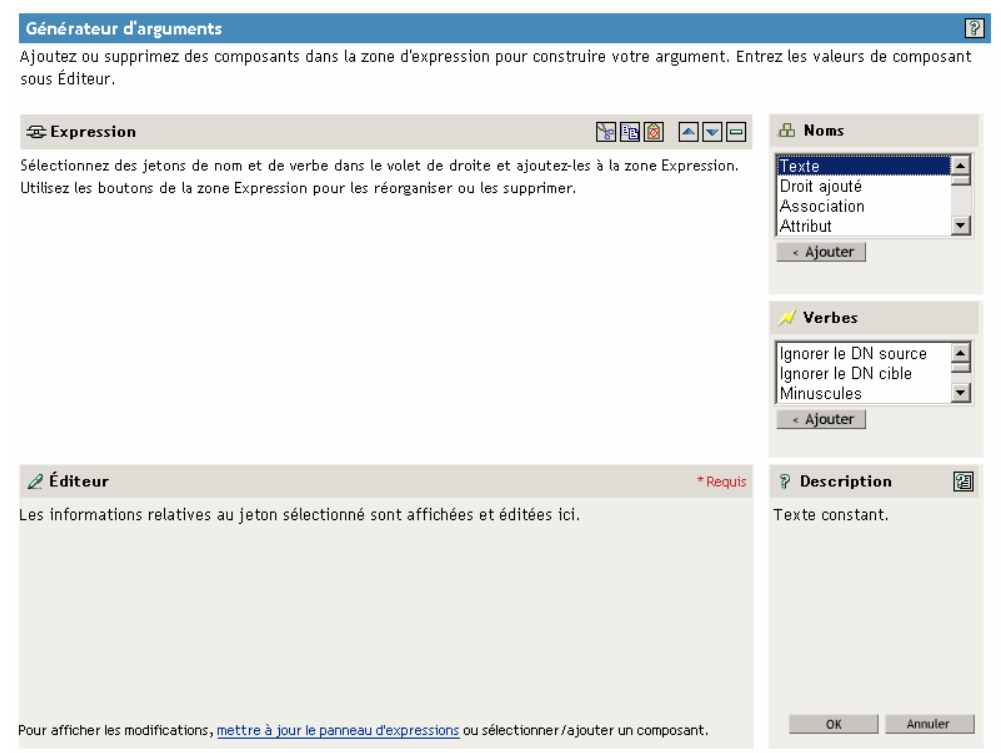 Générateur d'arguments
Ajoutez ou supprimez des composants dans la zone d'expression pour construire votre argument. Entrez les valeurs de composant
sous Éditeur.
Expression
Sélectionnez des jetons de nom et de verbe dans le volet de droite et ajoutez-les à la zone Expression.
Utilisez les boutons de la zone Expression pour les réorganiser ou les supprimer.
Noms
Texte
Droit ajouté
Association
Attribut
< Ajouter
Verbes
Ignorer le DN source
Ignorer le DN cible
Minuscules
< Ajouter
Éditeur
* Requis
Les informations relatives au jeton sélectionné sont affichées et éditées ici.
Pour afficher les modifications, mettre à jour le panneau d'expressions ou sélectionner/ajouter un composant.
Description
Texte constant.
OK
Annuler